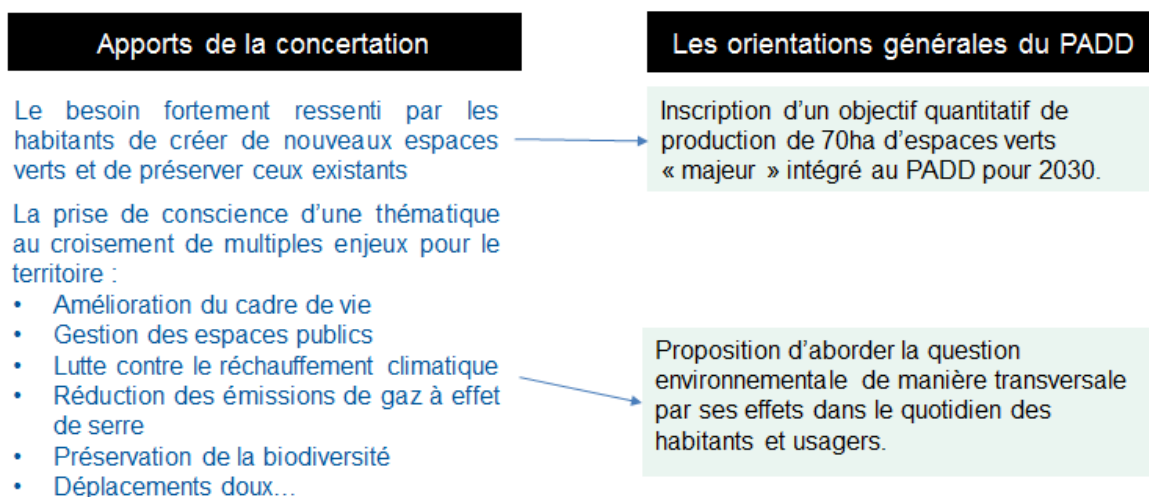 Apports de la concertation
Le besoin fortement ressenti par les
habitants de créer de nouveaux espaces
verts et de préserver ceux existants
La prise de conscience d’une thématique
au croisement de multiples enjeux pour le
territoire :
• Amélioration du cadre de vie
• Gestion des espaces publics
• Lutte contre le réchauffement climatique
• Réduction des émissions de gaz à effet
de serre
• Préservation de la biodiversité
• Déplacements doux...
Les orientations générales du PADD
Inscription d’un objectif quantitatif de
production de 70ha d’espaces verts
« majeur » intégré au PADD pour 2030.
Proposition d’aborder la question
environnementale de manière transversale
par ses effets dans le quotidien des
habitants et usagers.